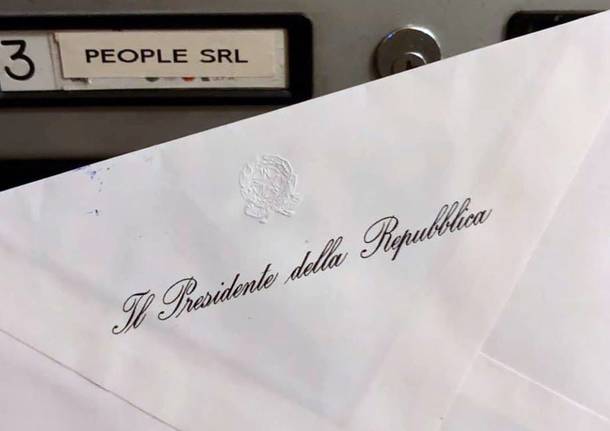 3
PEOPLE SRL
Il Presidente della Repubblica